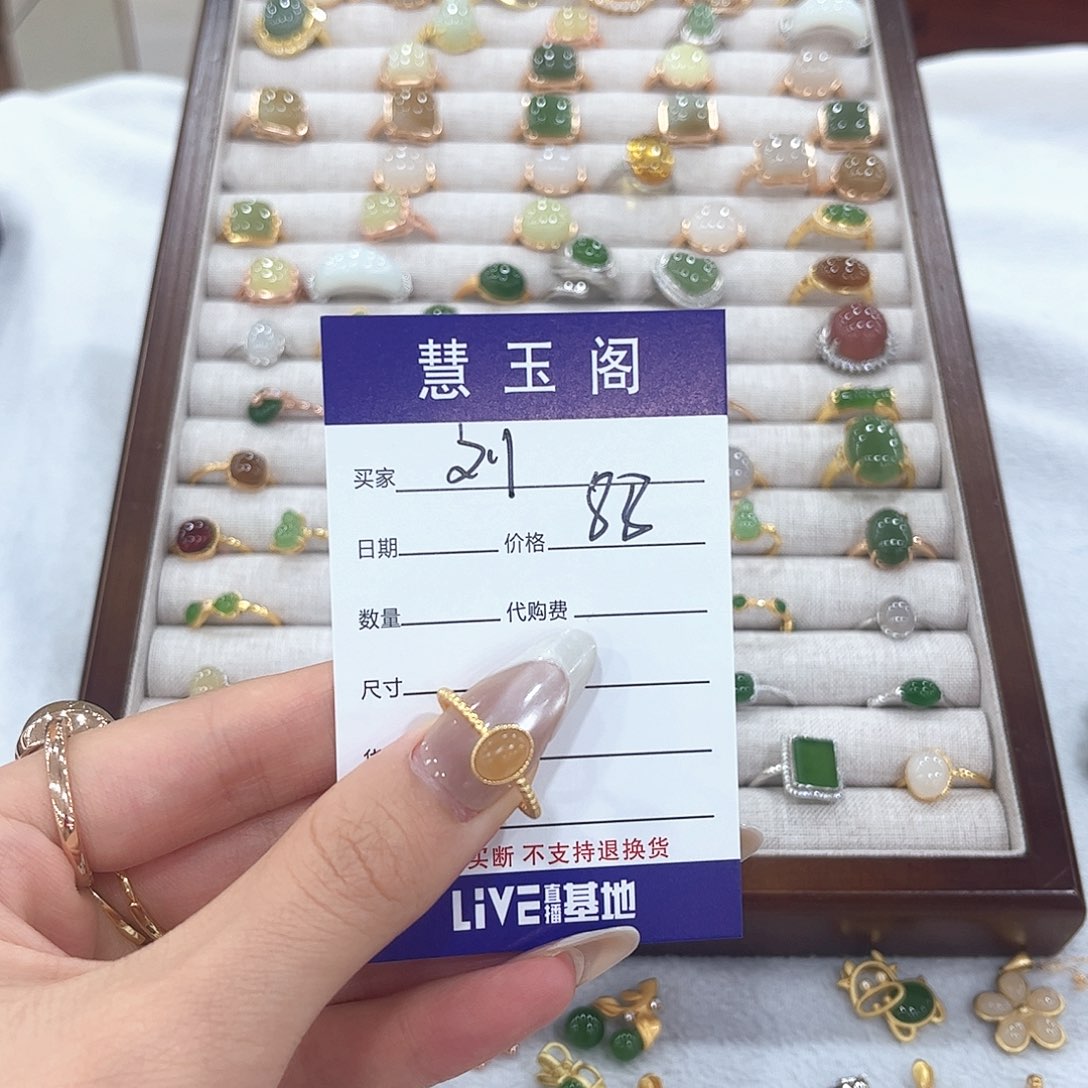 慧玉阁
买家 刘
日期 价格 88
数量 代购费
尺寸
买断 不支持退换货
LiVE直播基地